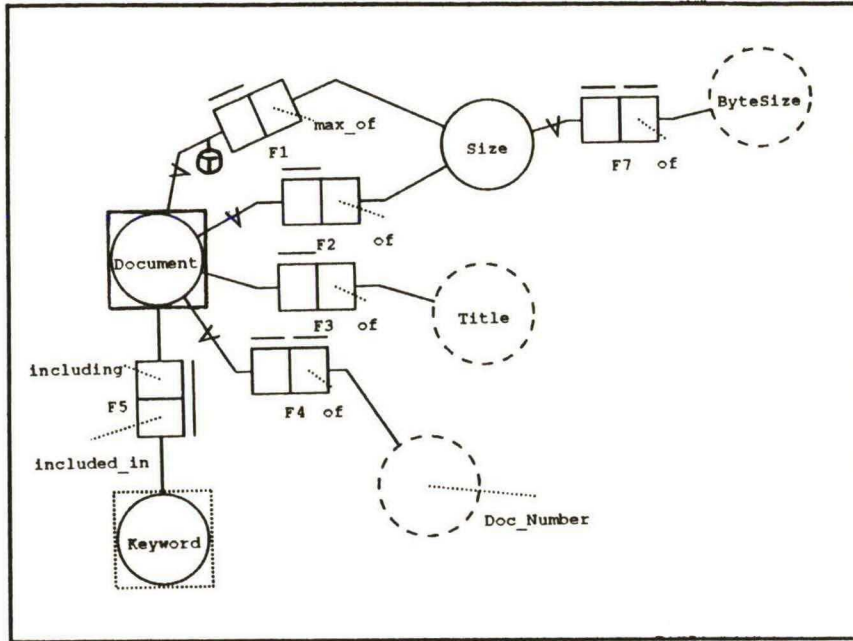 ByteSize
max_of
Size
F1
F7 of
Document
F2 of
F3 of
Title
including
F5
F4 of
included_in
Doc_Number
Keyword